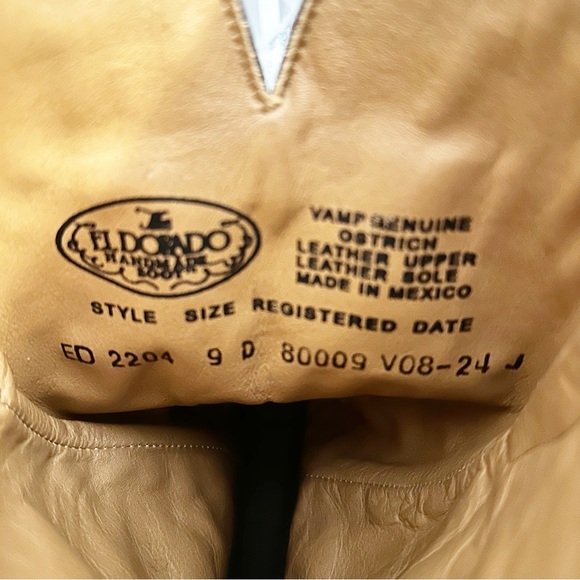 EL DORADO
HANDMADE
BOOTS
VAMP GENUINE
OSTRICH
LEATHER UPPER
LEATHER SOLE
MADE IN MEXICO
STYLE SIZE REGISTERED DATE
ED 2204 9 D 80009 V08-24